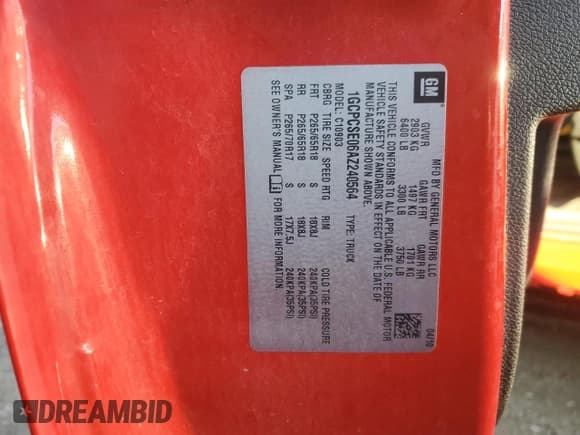 GM
MFD BY GENERAL MOTORS LLC 04/10
GVWR GAWR FRT GAWR RR
2903 KG 1497 KG 1701 KG
6400 LB 3300 LB 3750 LB
THIS VEHICLE CONFORMS TO ALL APPLICABLE U.S. FEDERAL MOTOR
VEHICLE SAFETY STANDARDS IN EFFECT ON THE DATE OF
MANUFACTURE SHOWN ABOVE.
1GCPCSE06AZ240564 TYPE: TRUCK
MODEL: C10903
CBRG TIRE SIZE SPEED RTG RIM COLD TIRE PRESSURE
FRT P265/65R18 S 18X8J 240KPA(35PSI)
RR P265/65R18 S 18X8J 240KPA(35PSI)
SPA P265/70R17 S 17X7.5J 240KPA(35PSI)
SEE OWNER'S MANUAL FOR MORE INFORMATION.
DREAMBID